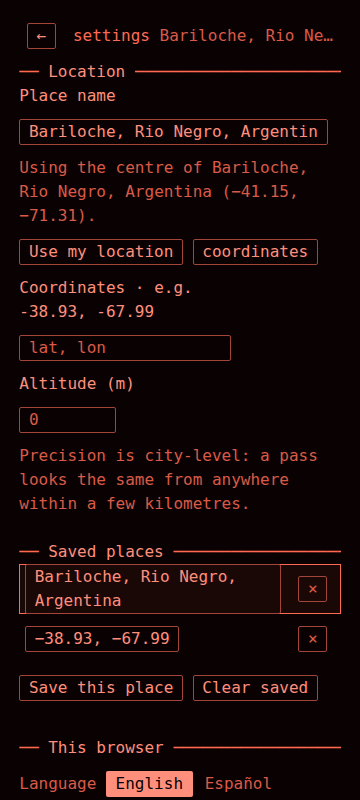 ← settings Bariloche, Rio Ne…
Location
Place name
Bariloche, Rio Negro, Argentin
Using the centre of Bariloche,
Rio Negro, Argentina (−41.15,
−71.31).
Use my location coordinates
Coordinates · e.g.
-38.93, -67.99
lat, lon
Altitude (m)
0
Precision is city-level: a pass
looks the same from anywhere
within a few kilometres.
Saved places
Bariloche, Rio Negro,
Argentina ×
−38.93, −67.99 ×
Save this place Clear saved
This browser
Language English Español